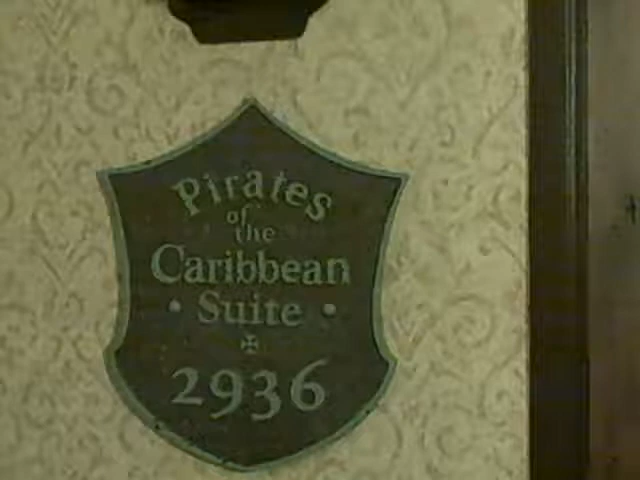 Pirates
of
the
Caribbean
• Suite •
2936